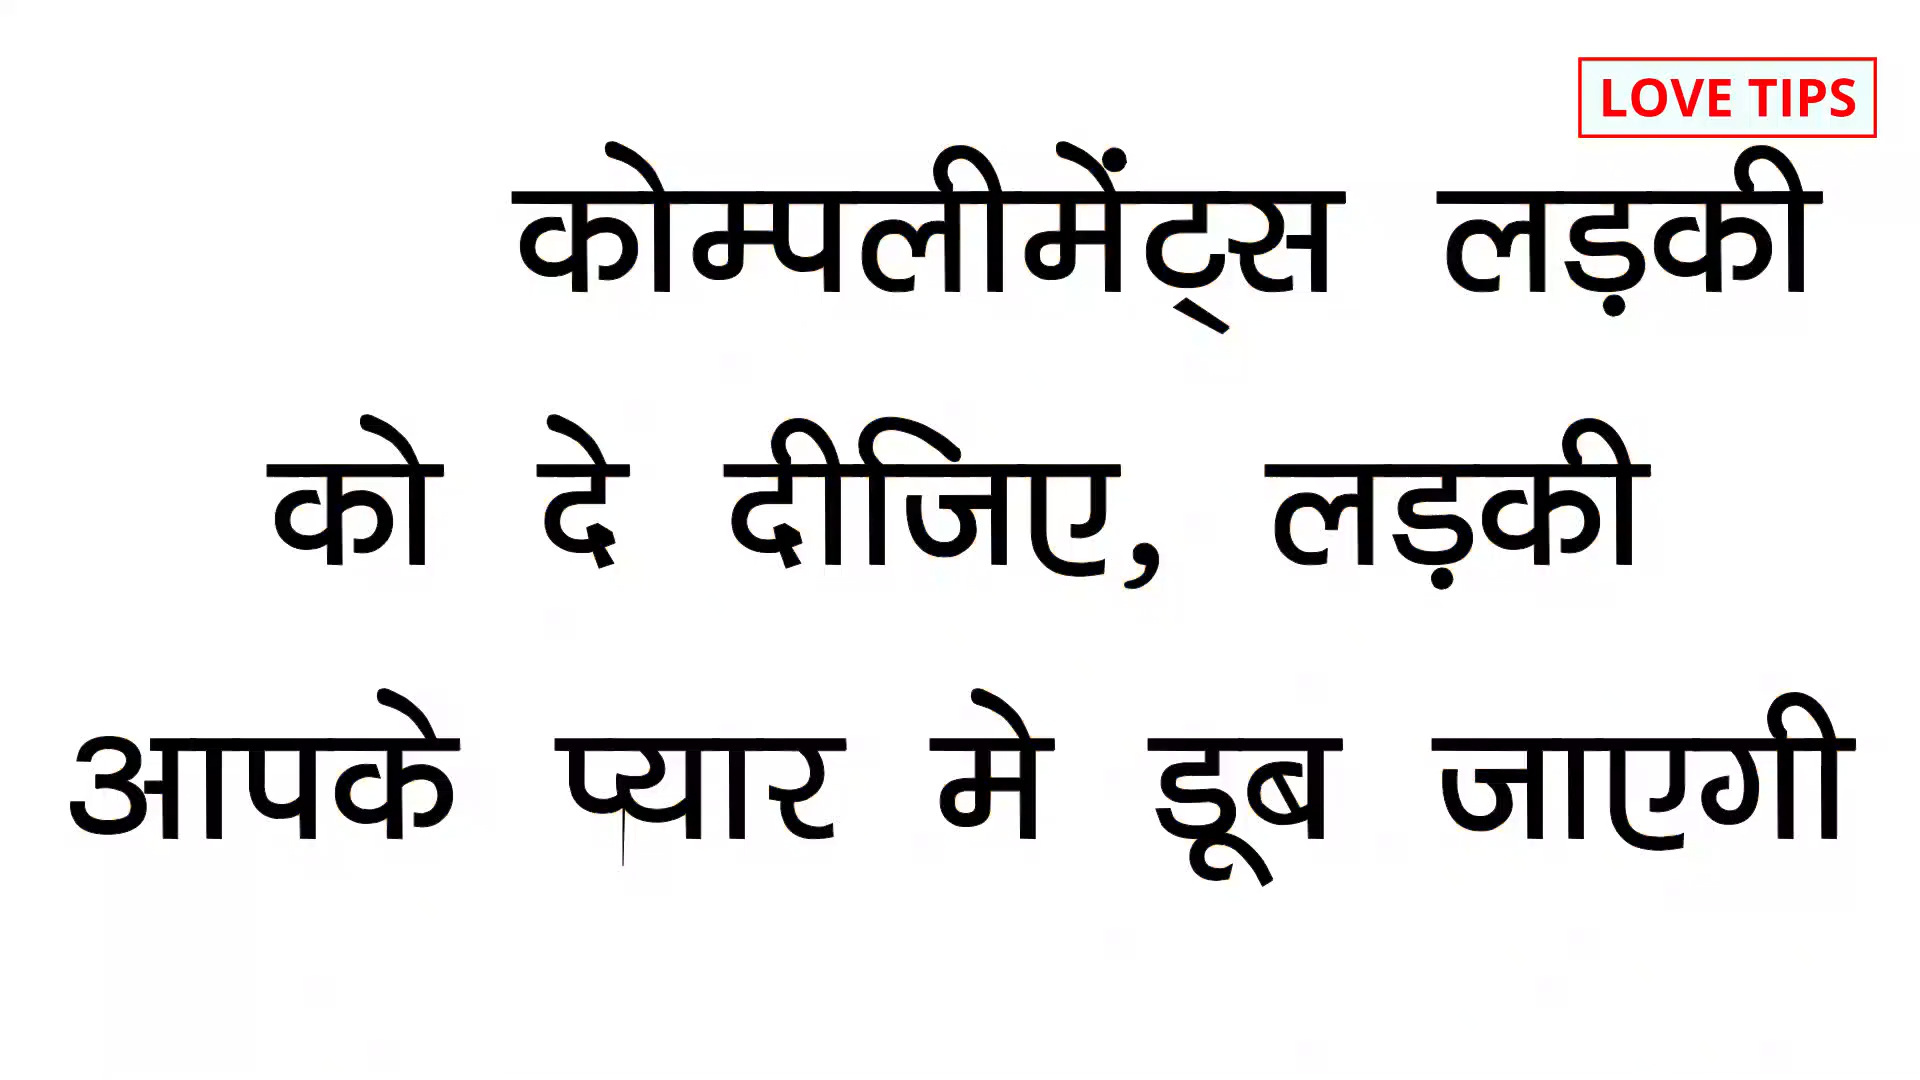 LOVE TIPS
कोम्पलीमेंट्स लड़की
को दे दीजिए, लड़की
आपके प्यार मे डूब जाएगी